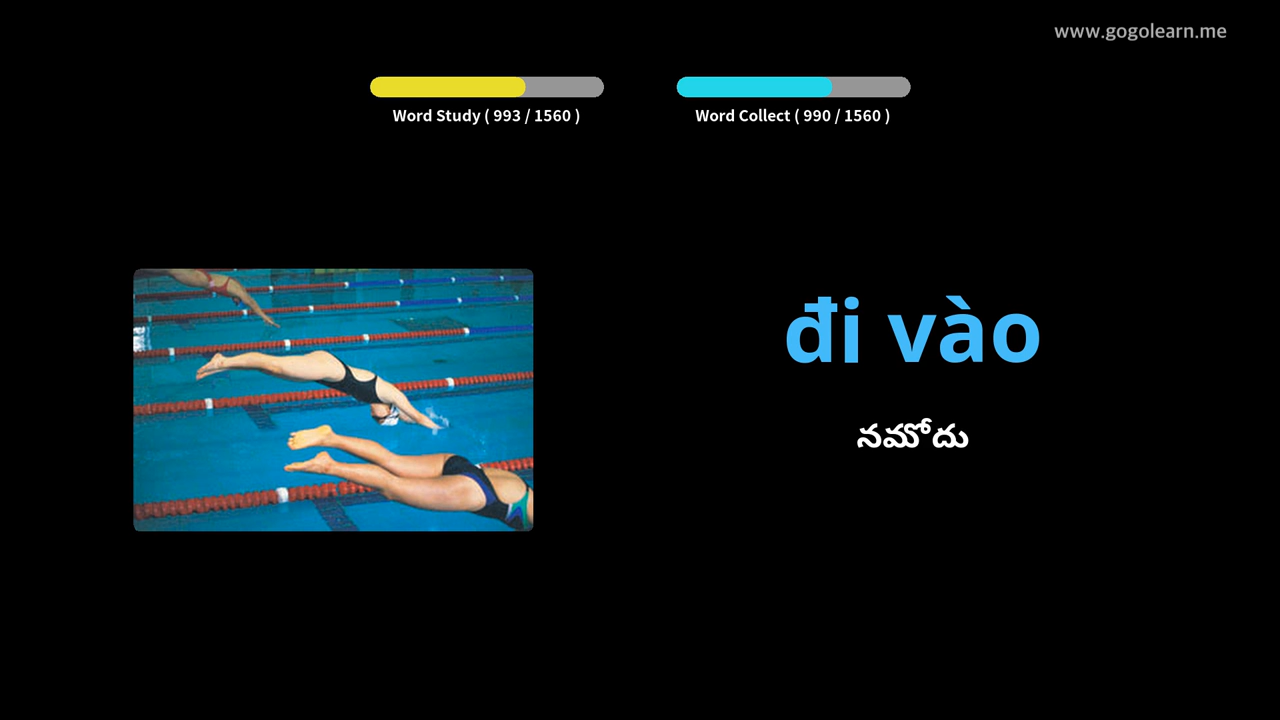 www.gogolearn.me
Word Study ( 993 / 1560 )
Word Collect ( 990 / 1560 )
đi vào
నమోదు